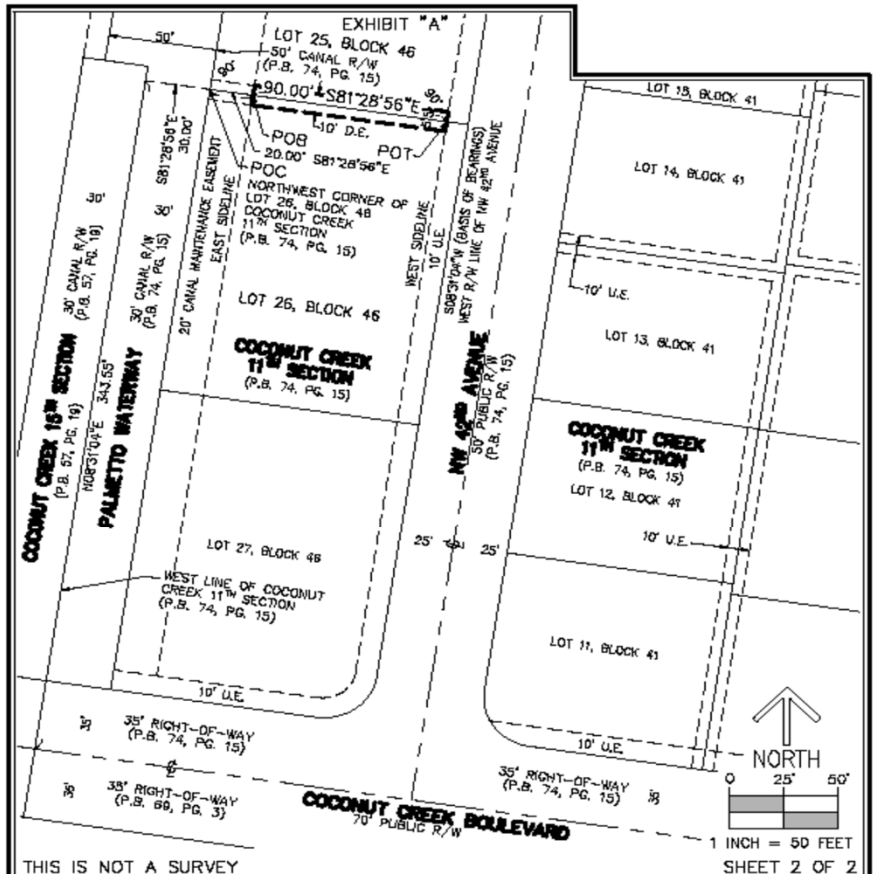 EXHIBIT "A"
LOT 25, BLOCK 46
50'
50' CANAL R/W
(P.B. 74, PG. 15)
90.
90.00' S81°28'56"E
90.
10' D.E.
POB
20.00' S81°28'56"E
POT
POC
NORTHWEST CORNER OF
LOT 26, BLOCK 46
COCONUT CREEK
11TH SECTION
(P.B. 74, PG. 15)
S81°28'56"E
30.00'
30'
30'
30' CANAL R/W
(P.B. 57, PG. 19)
30' CANAL R/W
(P.B. 74, PG. 15)
20' CANAL MAINTENANCE EASEMENT
EAST SIDELINE
WEST SIDELINE
10' U.E.
S08°31'04"W (BASIS OF BEARINGS)
WEST R/W LINE OF NW 42ND AVENUE
LOT 15, BLOCK 41
LOT 14, BLOCK 41
10' U.E.
LOT 13, BLOCK 41
LOT 26, BLOCK 46
COCONUT CREEK
11TH SECTION
(P.B. 74, PG. 15)
COCONUT CREEK 15TH SECTION
(P.B. 57, PG. 19)
N08°31'04"E 343.55'
PALMETTO WATERWAY
NW 42ND AVENUE
50' PUBLIC R/W
(P.B. 74, PG. 15)
COCONUT CREEK
11TH SECTION
(P.B. 74, PG. 15)
LOT 12, BLOCK 41
10' U.E.
LOT 27, BLOCK 46
25' 25'
WEST LINE OF COCONUT
CREEK 11TH SECTION
(P.B. 74, PG. 15)
LOT 11, BLOCK 41
10' U.E.
10' U.E.
35'
35' RIGHT-OF-WAY
(P.B. 74, PG. 15)
35'
35' RIGHT-OF-WAY
(P.B. 69, PG. 3)
35' RIGHT-OF-WAY
(P.B. 74, PG. 15)
35'
COCONUT CREEK BOULEVARD
70' PUBLIC R/W
NORTH
0 25' 50'
1 INCH = 50 FEET
THIS IS NOT A SURVEY
SHEET 2 OF 2